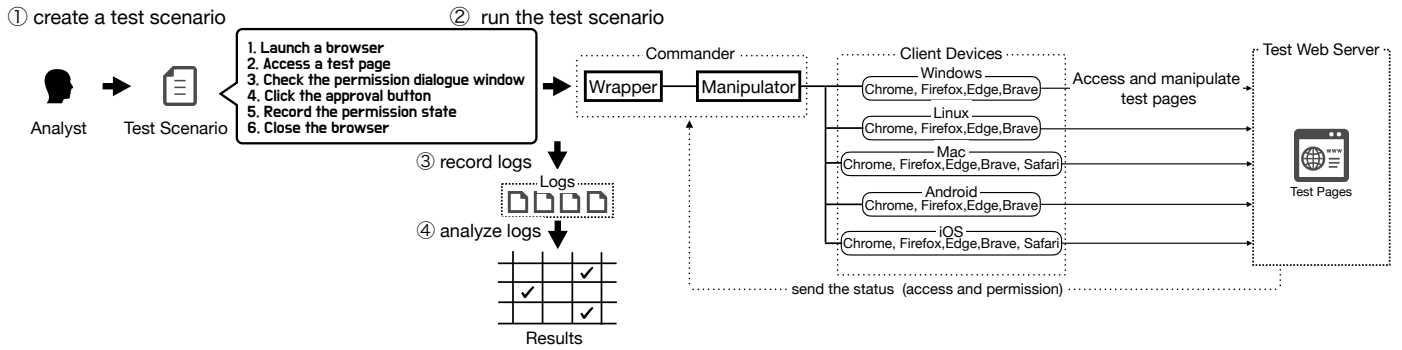 ① create a test scenario
② run the test scenario
1. Launch a browser
2. Access a test page
3. Check the permission dialogue window
4. Click the approval button
5. Record the permission state
6. Close the browser
Analyst
Test Scenario
Commander
Wrapper
Manipulator
Client Devices
Windows
Chrome, Firefox,Edge,Brave
Linux
Chrome, Firefox,Edge,Brave
Mac
Chrome, Firefox,Edge,Brave, Safari
Android
Chrome, Firefox,Edge,Brave
iOS
Chrome, Firefox,Edge,Brave, Safari
Access and manipulate
test pages
Test Web Server
www
Test Pages
③ record logs
Logs
④ analyze logs
Results
send the status (access and permission)